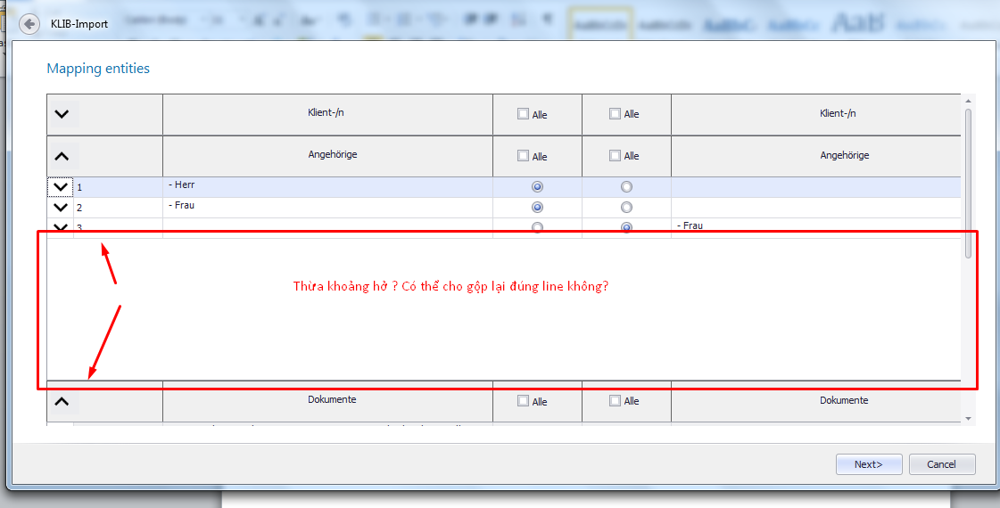 KLIB-Import
Mapping entities
Klient-/n Alle Alle Klient-/n
Angehörige Alle Alle Angehörige
1 - Herr
2 - Frau
3 - Frau
Thừa khoảng hở ? Có thể cho gộp lại đúng line không?
Dokumente Alle Alle Dokumente
Next> Cancel